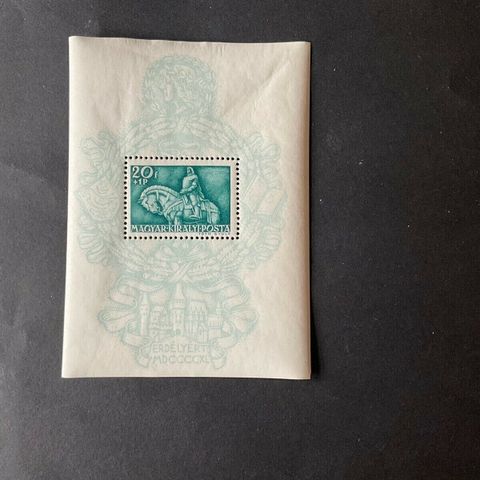 20f
+1P
MAGYAR·KIRÁLYI·POSTA
ERDÉLYÉRT
MDCCCCXL